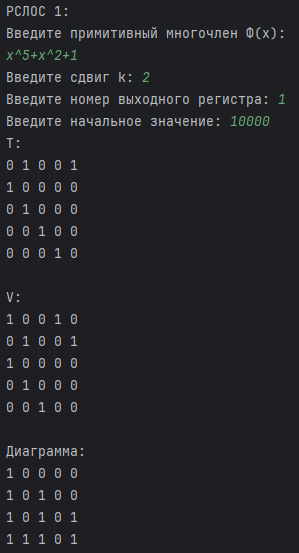 РСЛОС 1:
Введите примитивный многочлен Ф(x):
x^5+x^2+1
Введите сдвиг k: 2
Введите номер выходного регистра: 1
Введите начальное значение: 10000
T:
0 1 0 0 1
1 0 0 0 0
0 1 0 0 0
0 0 1 0 0
0 0 0 1 0
V:
1 0 0 1 0
0 1 0 0 1
1 0 0 0 0
0 1 0 0 0
0 0 1 0 0
Диаграмма:
1 0 0 0 0
1 0 1 0 0
1 0 1 0 1
1 1 1 0 1